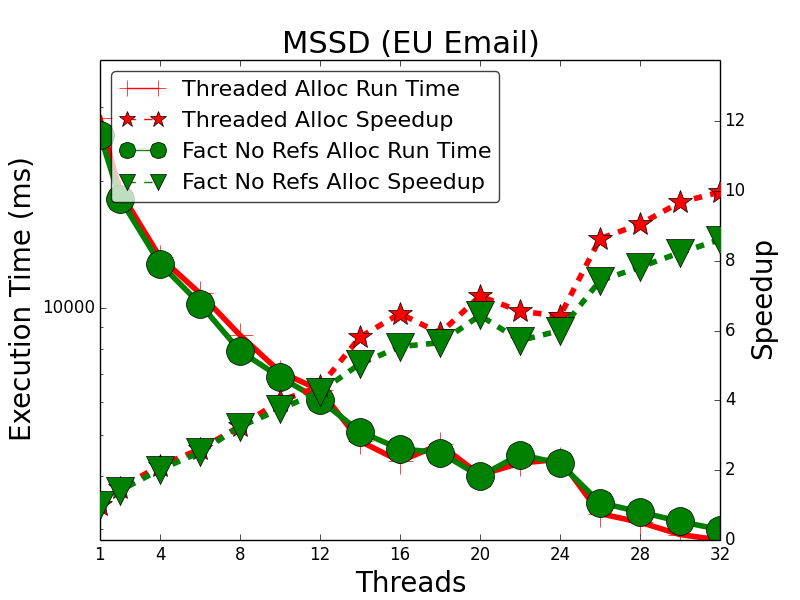 MSSD (EU Email)
Threaded Alloc Run Time
Threaded Alloc Speedup
Fact No Refs Alloc Run Time
Fact No Refs Alloc Speedup
Execution Time (ms)
10000
12
10
8
6
4
2
0
Speedup
1 4 8 12 16 20 24 28 32
Threads